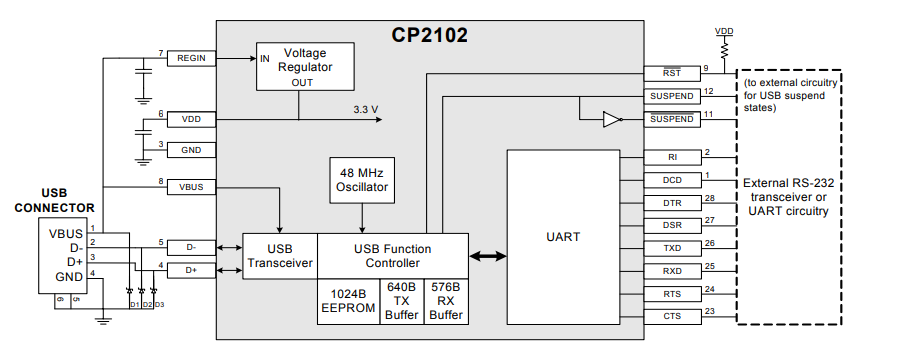 CP2102
VDD
7
REGIN
IN
Voltage
Regulator
OUT
3.3 V
6
VDD
3
GND
8
VBUS
48 MHz
Oscillator
USB
CONNECTOR
VBUS
1
D-
2
D+
3
GND
4
6
5
D1
D2
D3
5
D-
4
D+
USB
Transceiver
USB Function
Controller
1024B
EEPROM
640B
TX
Buffer
576B
RX
Buffer
UART
RST
9
SUSPEND
12
SUSPEND
11
RI
2
DCD
1
DTR
28
DSR
27
TXD
26
RXD
25
RTS
24
CTS
23
(to external circuitry
for USB suspend
states)
External RS-232
transceiver or
UART circuitry